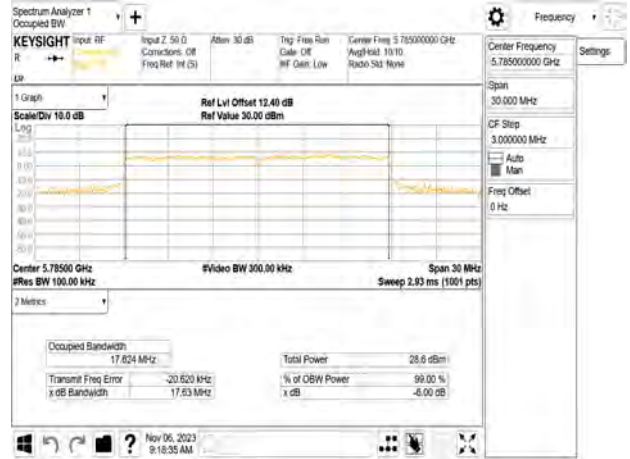 Spectrum Analyzer 1
Occupied BW
Frequency
KEYSIGHT
Input: RF
R
Input Z: 50 Ω
Corrections: Off
Freq Ref: Int (S)
Atten: 30 dB
Trig: Free Run
Gate: Off
#IF Gain: Low
Center Freq: 5.785000000 GHz
Avg|Hold: 10/10
Radio Std: None
Center Frequency
5.785000000 GHz
Settings
Span
30.000 MHz
CF Step
3.000000 MHz
Auto
Man
Freq Offset
0 Hz
1 Graph
Scale/Div 10.0 dB
Log
Ref Lvl Offset 12.40 dB
Ref Value 30.00 dBm
Center 5.78500 GHz
#Res BW 100.00 kHz
#Video BW 300.00 kHz
Span 30 MHz
Sweep 2.93 ms (1001 pts)
2 Metrics
Occupied Bandwidth
17.624 MHz
Total Power
28.6 dBm
Transmit Freq Error
-20.620 kHz
% of OBW Power
99.00 %
x dB Bandwidth
17.63 MHz
x dB
-6.00 dB
?
Nov 06, 2023
9:18:35 AM